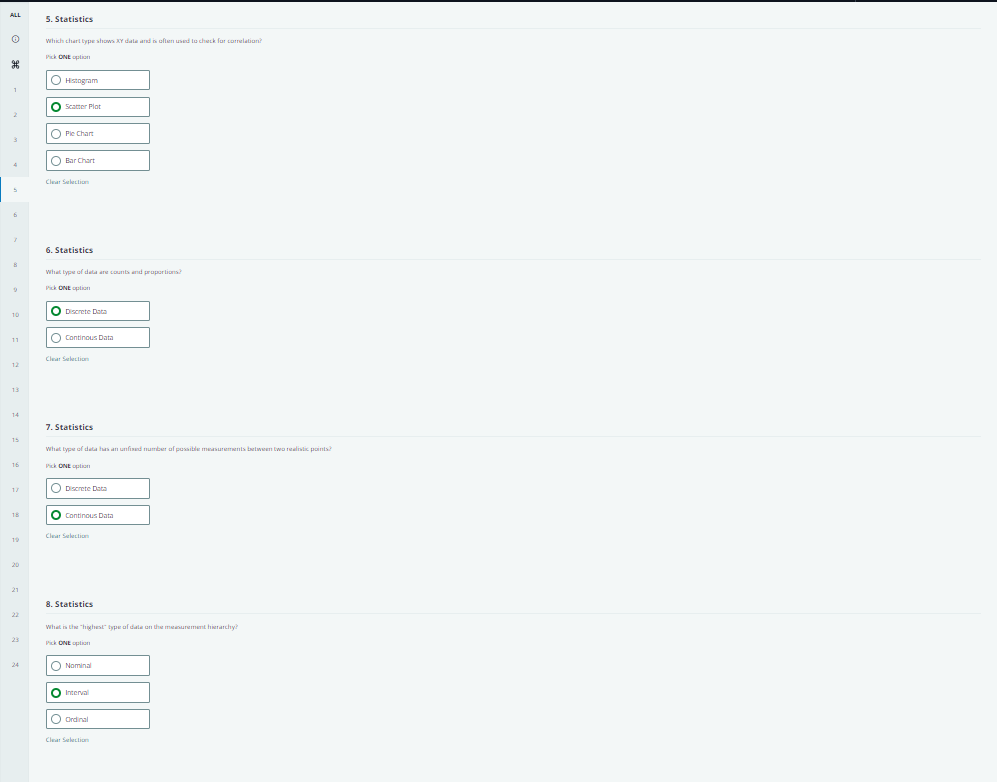 ALL
1
2
3
4
5
6
7
8
9
10
11
12
13
14
15
16
17
18
19
20
21
22
23
24
5. Statistics
Which chart type shows XY data and is often used to check for correlation?
Pick ONE option
Histogram
Scatter Plot
Pie Chart
Bar Chart
Clear Selection
6. Statistics
What type of data are counts and proportions?
Pick ONE option
Discrete Data
Continous Data
Clear Selection
7. Statistics
What type of data has an unfixed number of possible measurements between two realistic points?
Pick ONE option
Discrete Data
Continous Data
Clear Selection
8. Statistics
What is the "highest" type of data on the measurement hierarchy?
Pick ONE option
Nominal
Interval
Ordinal
Clear Selection